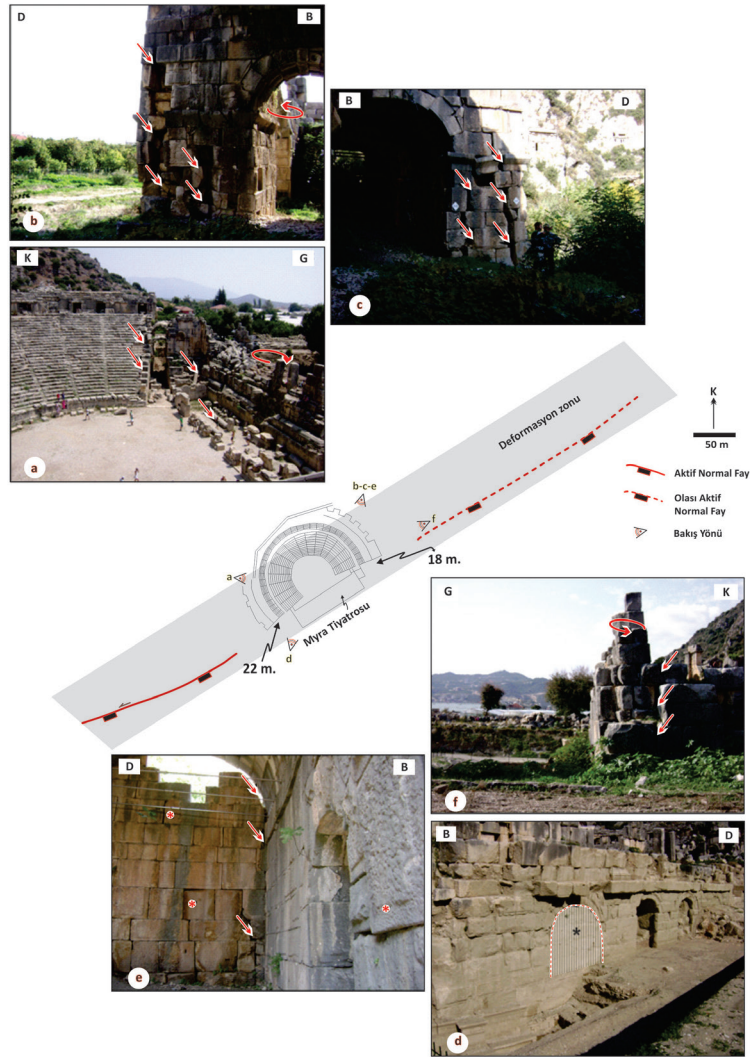 D
B
b
B
D
c
K
G
a
K
50 m
Aktif Normal Fay
Olası Aktif
Normal Fay
Bakış Yönü
Deformasyon zonu
b-c-e
f
18 m.
a
Myra Tiyatrosu
d
22 m.
G
K
f
D
B
*
*
*
e
B
D
*
d